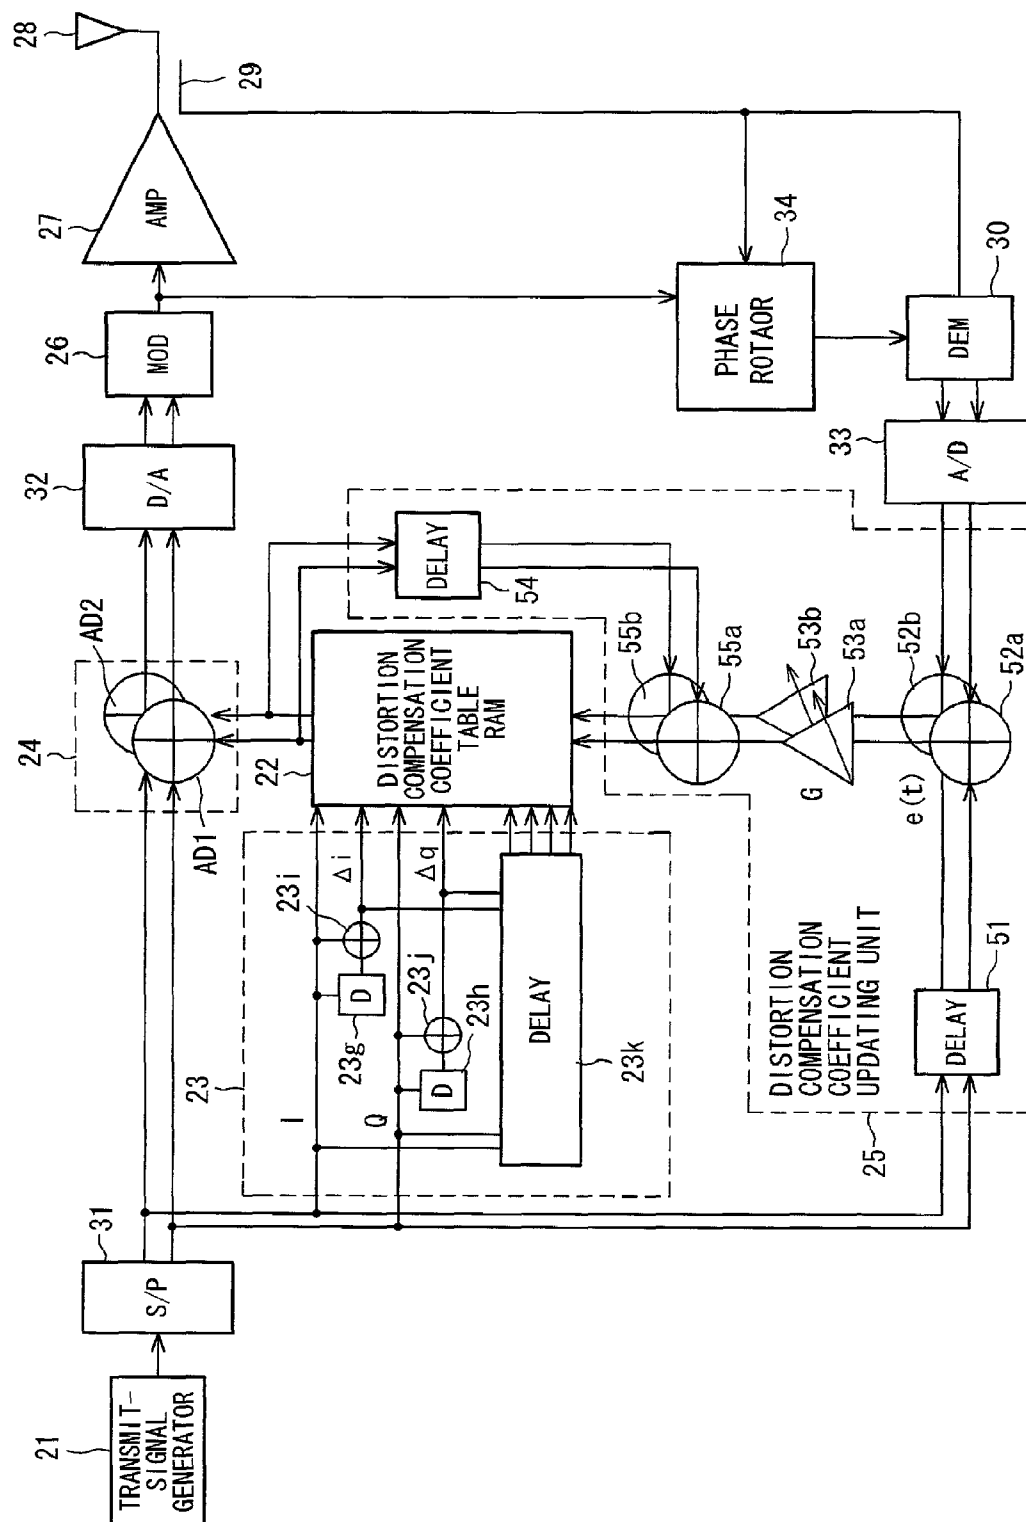 21
TRANSMIT-
SIGNAL
GENERATOR
31
S/P
24
AD2
AD1
32
D/A
26
MOD
27
AMP
28
29
23
I
Q
23g
D
23i
Δi
23j
D
23h
Δq
DELAY
23k
22
DISTORTION
COMPENSATION
COEFFICIENT
TABLE
RAM
DELAY
54
34
PHASE
ROTAOR
30
DEM
33
A/D
55b
55a
53b
53a
G
52b
52a
e(t)
DISTORTION
COMPENSATION
COEFFICIENT
UPDATING UNIT
25
DELAY
51